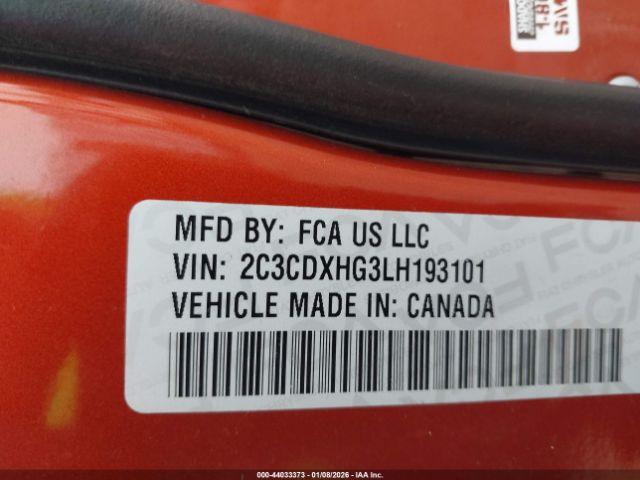 MFD BY: FCA US LLC
VIN: 2C3CDXHG3LH193101
VEHICLE MADE IN: CANADA
000-44033373 - 01/08/2026 - IAA Inc.